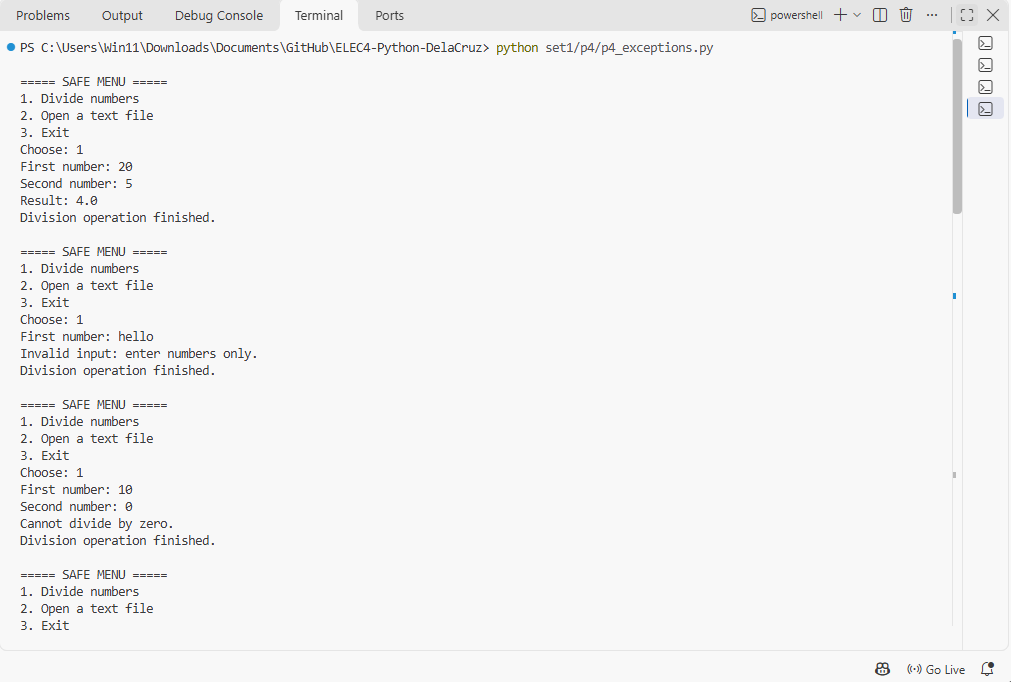 Problems Output Debug Console Terminal Ports powershell
PS C:\Users\Win11\Downloads\Documents\GitHub\ELEC4-Python-DelaCruz> python set1/p4/p4_exceptions.py
===== SAFE MENU =====
1. Divide numbers
2. Open a text file
3. Exit
Choose: 1
First number: 20
Second number: 5
Result: 4.0
Division operation finished.
===== SAFE MENU =====
1. Divide numbers
2. Open a text file
3. Exit
Choose: 1
First number: hello
Invalid input: enter numbers only.
Division operation finished.
===== SAFE MENU =====
1. Divide numbers
2. Open a text file
3. Exit
Choose: 1
First number: 10
Second number: 0
Cannot divide by zero.
Division operation finished.
===== SAFE MENU =====
1. Divide numbers
2. Open a text file
3. Exit
Go Live